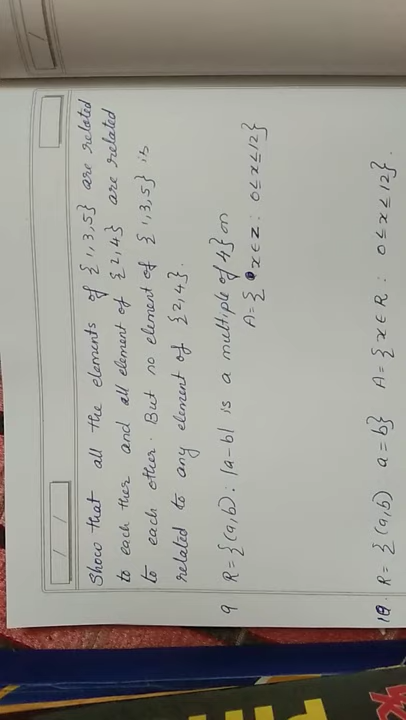 Show that all the elements of {1,3,5} are related
to each ther and all element of {2,4} are related
to each other. But no element of {1,3,5} is
related to any element of {2,4}.
9 R = {(a,b): |a-b| is a multiple of 4} on
A = { x ∈ Z : 0 ≤ x ≤ 12}
10. R = {(a,b) a = b} A = {x ∈ R : 0 ≤ x ≤ 12}.